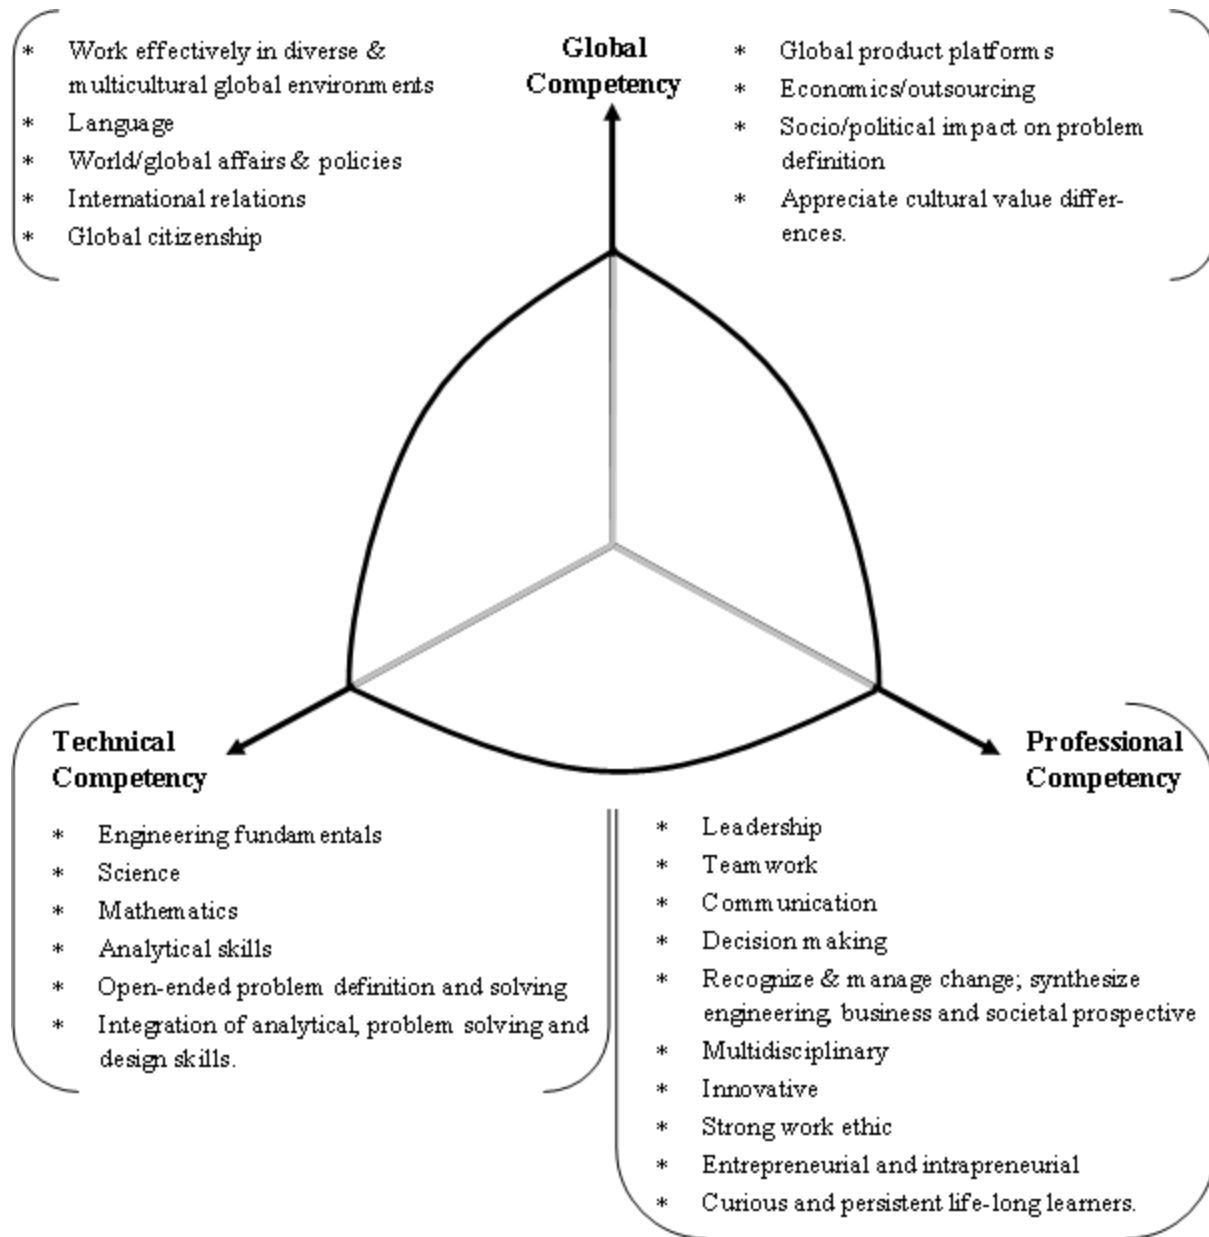 * Work effectively in diverse &
multicultural global environments
* Language
* World/global affairs & policies
* International relations
* Global citizenship
Global
Competency
* Global product platforms
* Economics/outsourcing
* Socio/political impact on problem
definition
* Appreciate cultural value differ-
ences.
Technical
Competency
* Engineering fundamentals
* Science
* Mathematics
* Analytical skills
* Open-ended problem definition and solving
* Integration of analytical, problem solving and
design skills.
Professional
Competency
* Leadership
* Teamwork
* Communication
* Decision making
* Recognize & manage change; synthesize
engineering, business and societal prospective
* Multidisciplinary
* Innovative
* Strong work ethic
* Entrepreneurial and intrapreneurial
* Curious and persistent life-long learners.